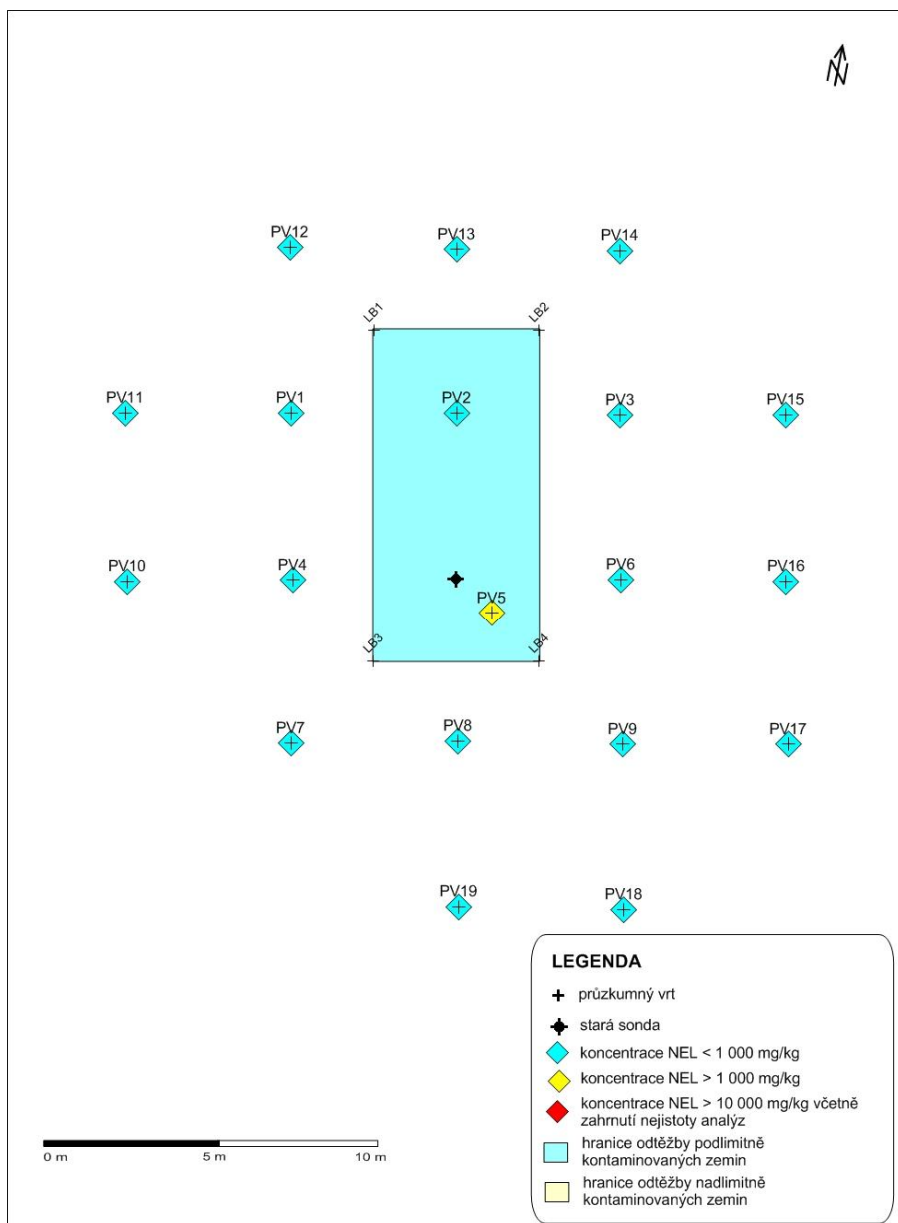 N
PV12 PV13 PV14
LB1 LB2
PV11 PV1 PV2 PV3 PV15
PV10 PV4 PV6 PV16
PV5
LB3 LB4
PV7 PV8 PV9 PV17
PV19 PV18
LEGENDA
průzkumný vrt
stará sonda
koncentrace NEL < 1 000 mg/kg
koncentrace NEL > 1 000 mg/kg
koncentrace NEL > 10 000 mg/kg včetně
zahrnutí nejistoty analýz
hranice odtěžby podlimitně
kontaminovaných zemin
hranice odtěžby nadlimitně
kontaminovaných zemin
0 m 5 m 10 m